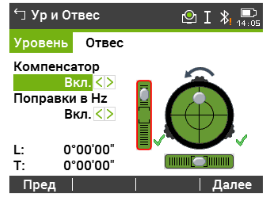 Ур и Отвес I 14:05
Уровень Отвес
Компенсатор
Вкл.
Поправки в Hz
Вкл.
L: 0°00'00"
T: 0°00'00"
Пред Далее